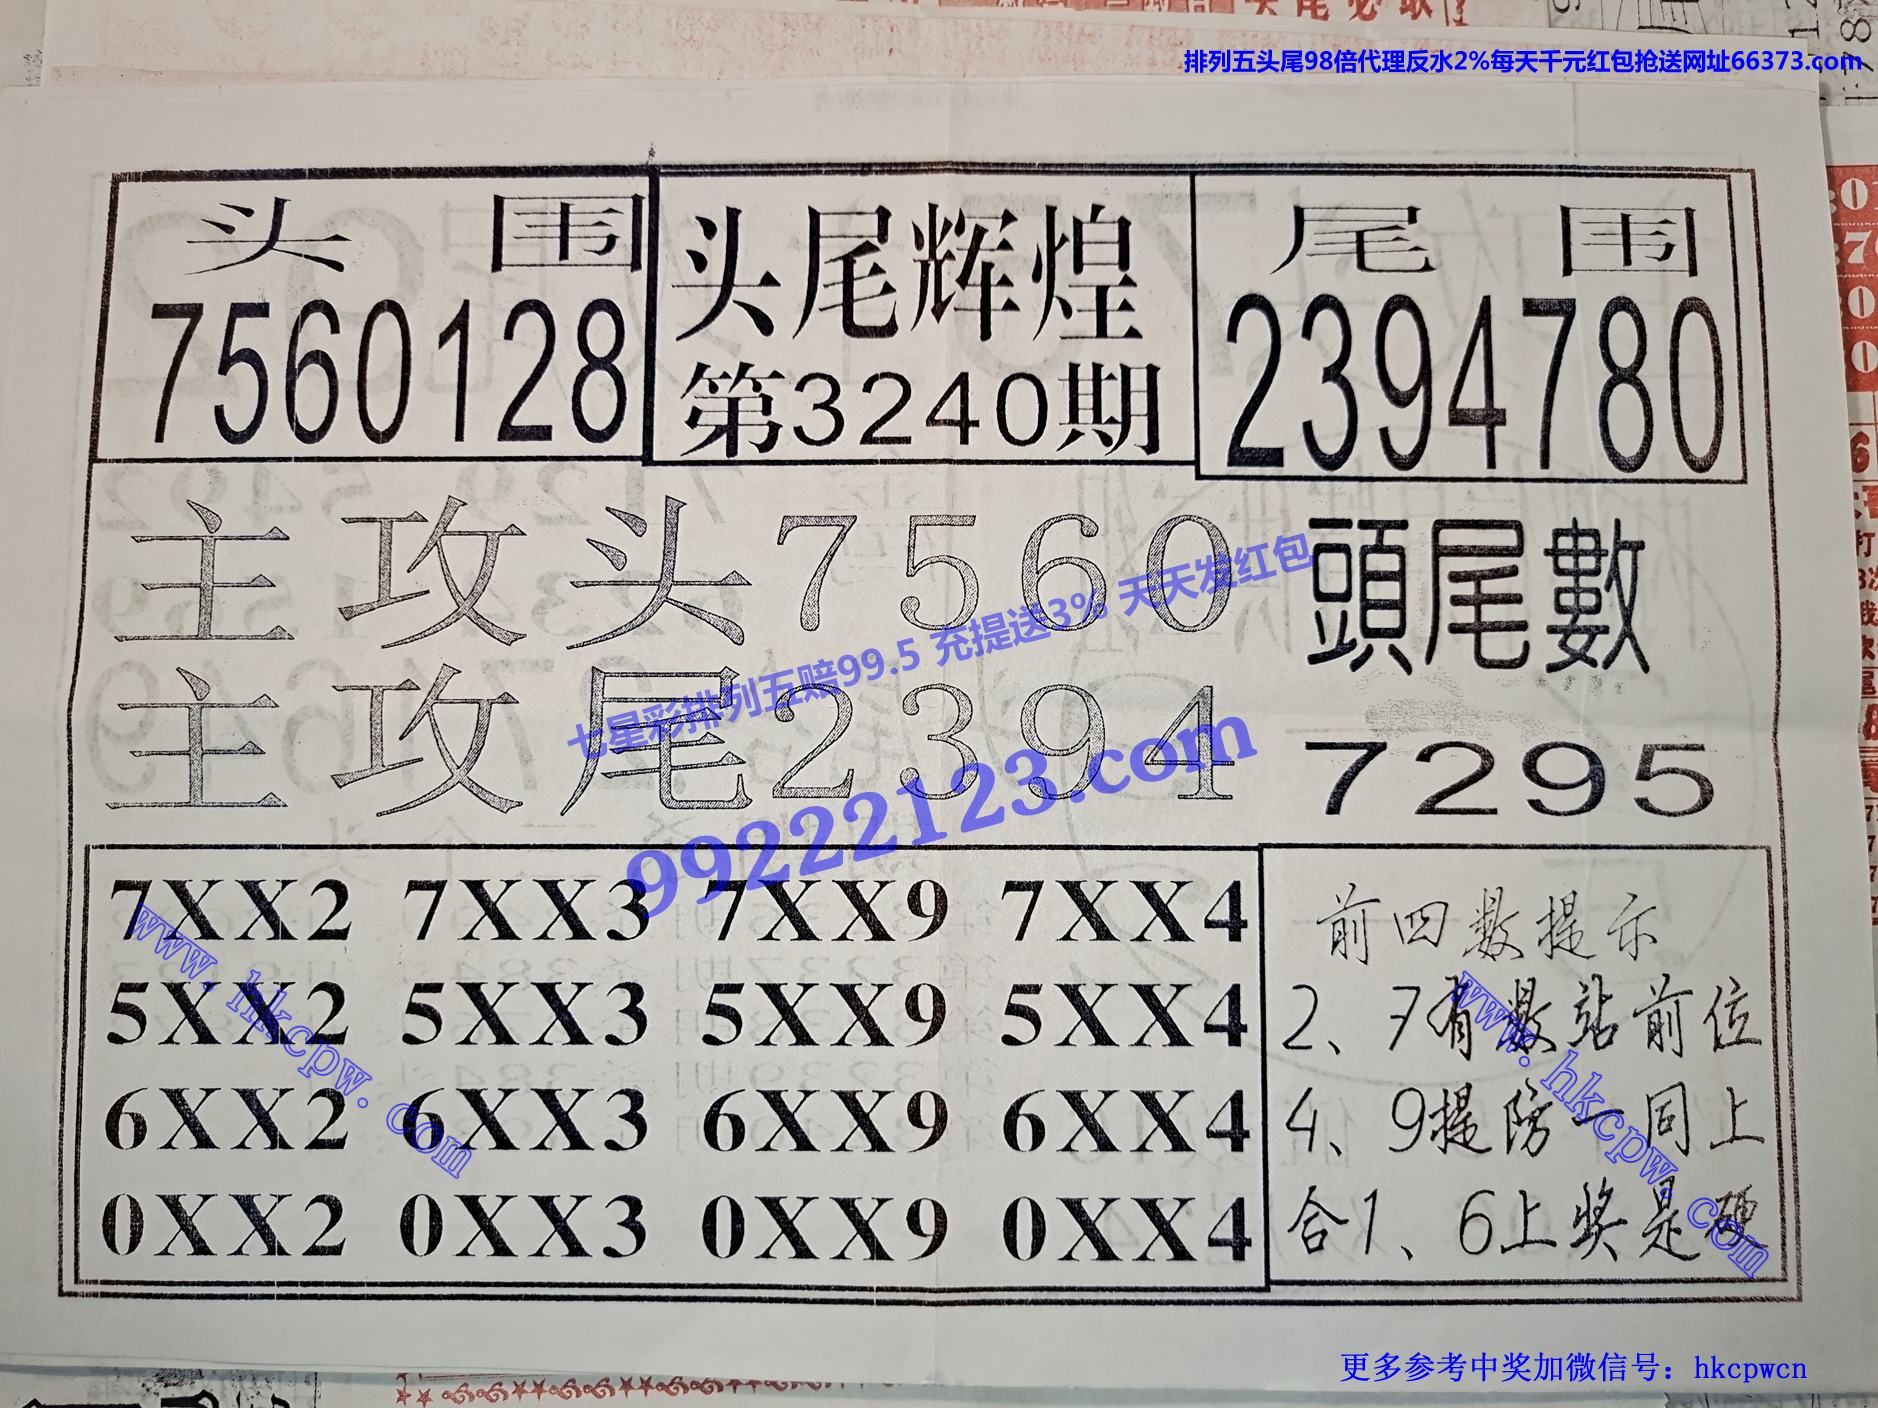 头尾必取
排列五头尾98倍代理反水2%每天千元红包抢送网址66373.com
头围
7560128
头尾辉煌
第3240期
尾围
2394780
主攻头7560
主攻尾2394
頭尾數
7295
七星彩排列五赔99.5 充提送3% 天天发红包
99222123.com
7XX2 7XX3 7XX9 7XX4
5XX2 5XX3 5XX9 5XX4
6XX2 6XX3 6XX9 6XX4
0XX2 0XX3 0XX9 0XX4
前四数提示
2、7有数站前位
4、9提防一同上
合1、6上奖是硬
www.hkcpw.com
www.hkcpw.com
更多参考中奖加微信号：hkcpwcn